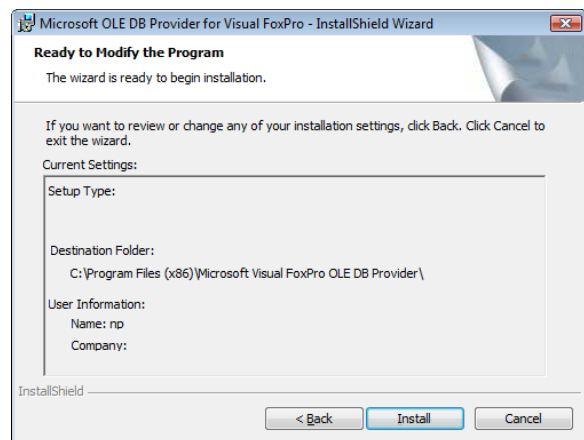 Microsoft OLE DB Provider for Visual FoxPro - InstallShield Wizard
Ready to Modify the Program
The wizard is ready to begin installation.
If you want to review or change any of your installation settings, click Back. Click Cancel to
exit the wizard.
Current Settings:
Setup Type:
Destination Folder:
C:\Program Files (x86)\Microsoft Visual FoxPro OLE DB Provider\
User Information:
Name: np
Company:
InstallShield
< Back
Install
Cancel